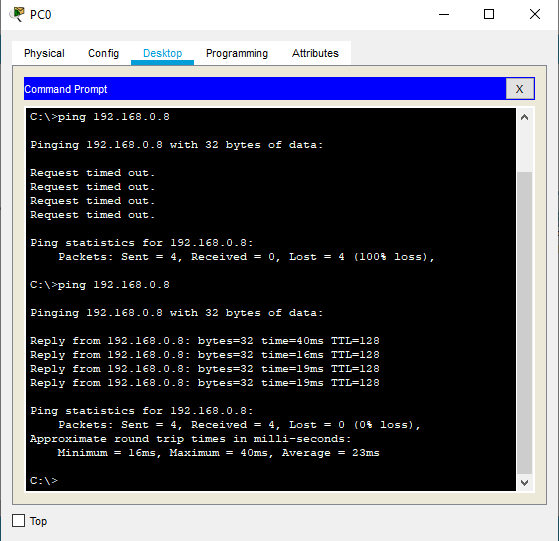 PC0
Physical Config Desktop Programming Attributes
Command Prompt
X
C:\>ping 192.168.0.8
Pinging 192.168.0.8 with 32 bytes of data:
Request timed out.
Request timed out.
Request timed out.
Request timed out.
Ping statistics for 192.168.0.8:
Packets: Sent = 4, Received = 0, Lost = 4 (100% loss),
C:\>ping 192.168.0.8
Pinging 192.168.0.8 with 32 bytes of data:
Reply from 192.168.0.8: bytes=32 time=40ms TTL=128
Reply from 192.168.0.8: bytes=32 time=16ms TTL=128
Reply from 192.168.0.8: bytes=32 time=19ms TTL=128
Reply from 192.168.0.8: bytes=32 time=19ms TTL=128
Ping statistics for 192.168.0.8:
Packets: Sent = 4, Received = 4, Lost = 0 (0% loss),
Approximate round trip times in milli-seconds:
Minimum = 16ms, Maximum = 40ms, Average = 23ms
C:\>
Top